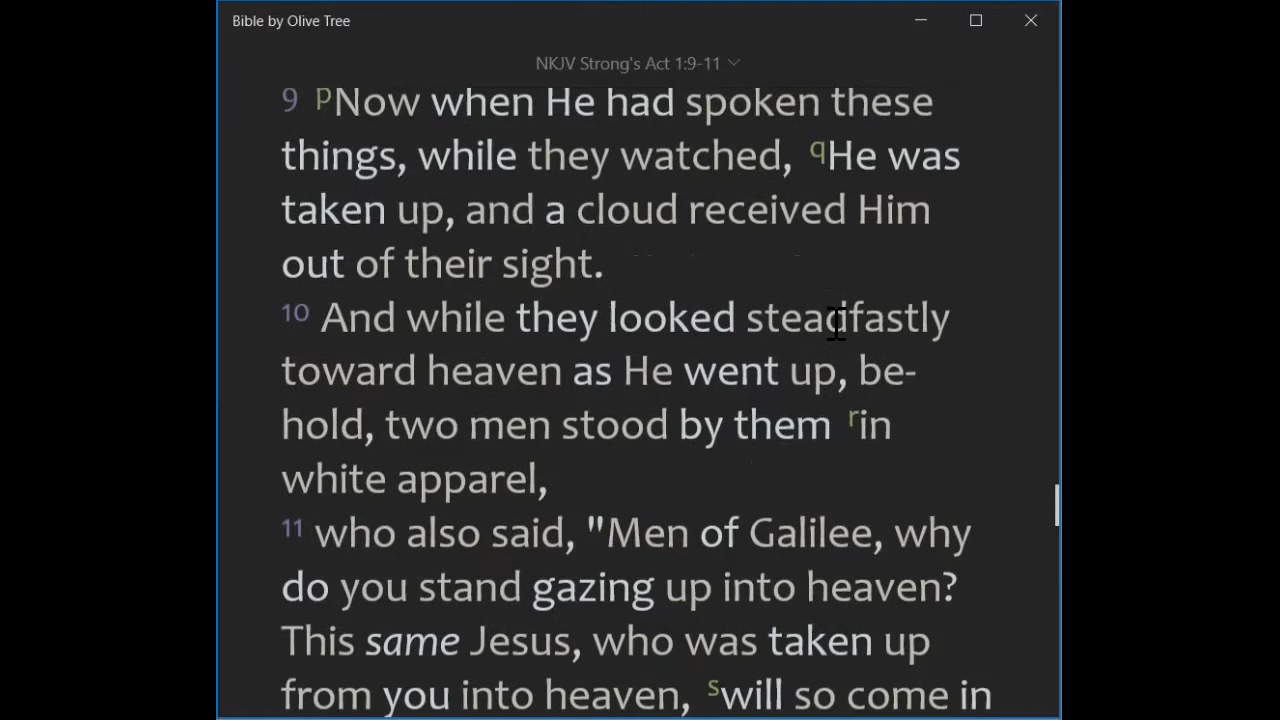 Bible by Olive Tree
NKJV Strong's Act 1:9-11
9 pNow when He had spoken these
things, while they watched, qHe was
taken up, and a cloud received Him
out of their sight.
10 And while they looked steadfastly
toward heaven as He went up, be-
hold, two men stood by them rin
white apparel,
11 who also said, "Men of Galilee, why
do you stand gazing up into heaven?
This same Jesus, who was taken up
from you into heaven, swill so come in